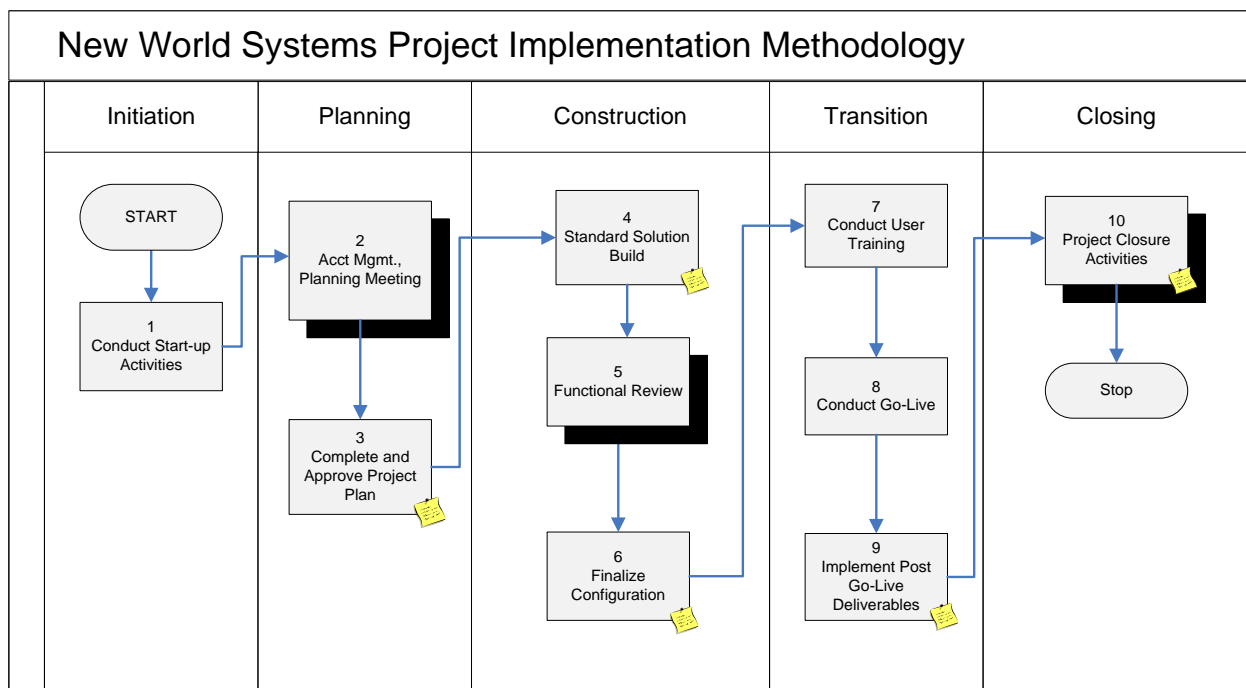 New World Systems Project Implementation Methodology
Initiation
Planning
Construction
Transition
Closing
START
1
Conduct Start-up
Activities
2
Acct Mgmt.,
Planning Meeting
3
Complete and
Approve Project
Plan
4
Standard Solution
Build
5
Functional Review
6
Finalize
Configuration
7
Conduct User
Training
8
Conduct Go-Live
9
Implement Post
Go-Live
Deliverables
10
Project Closure
Activities
Stop